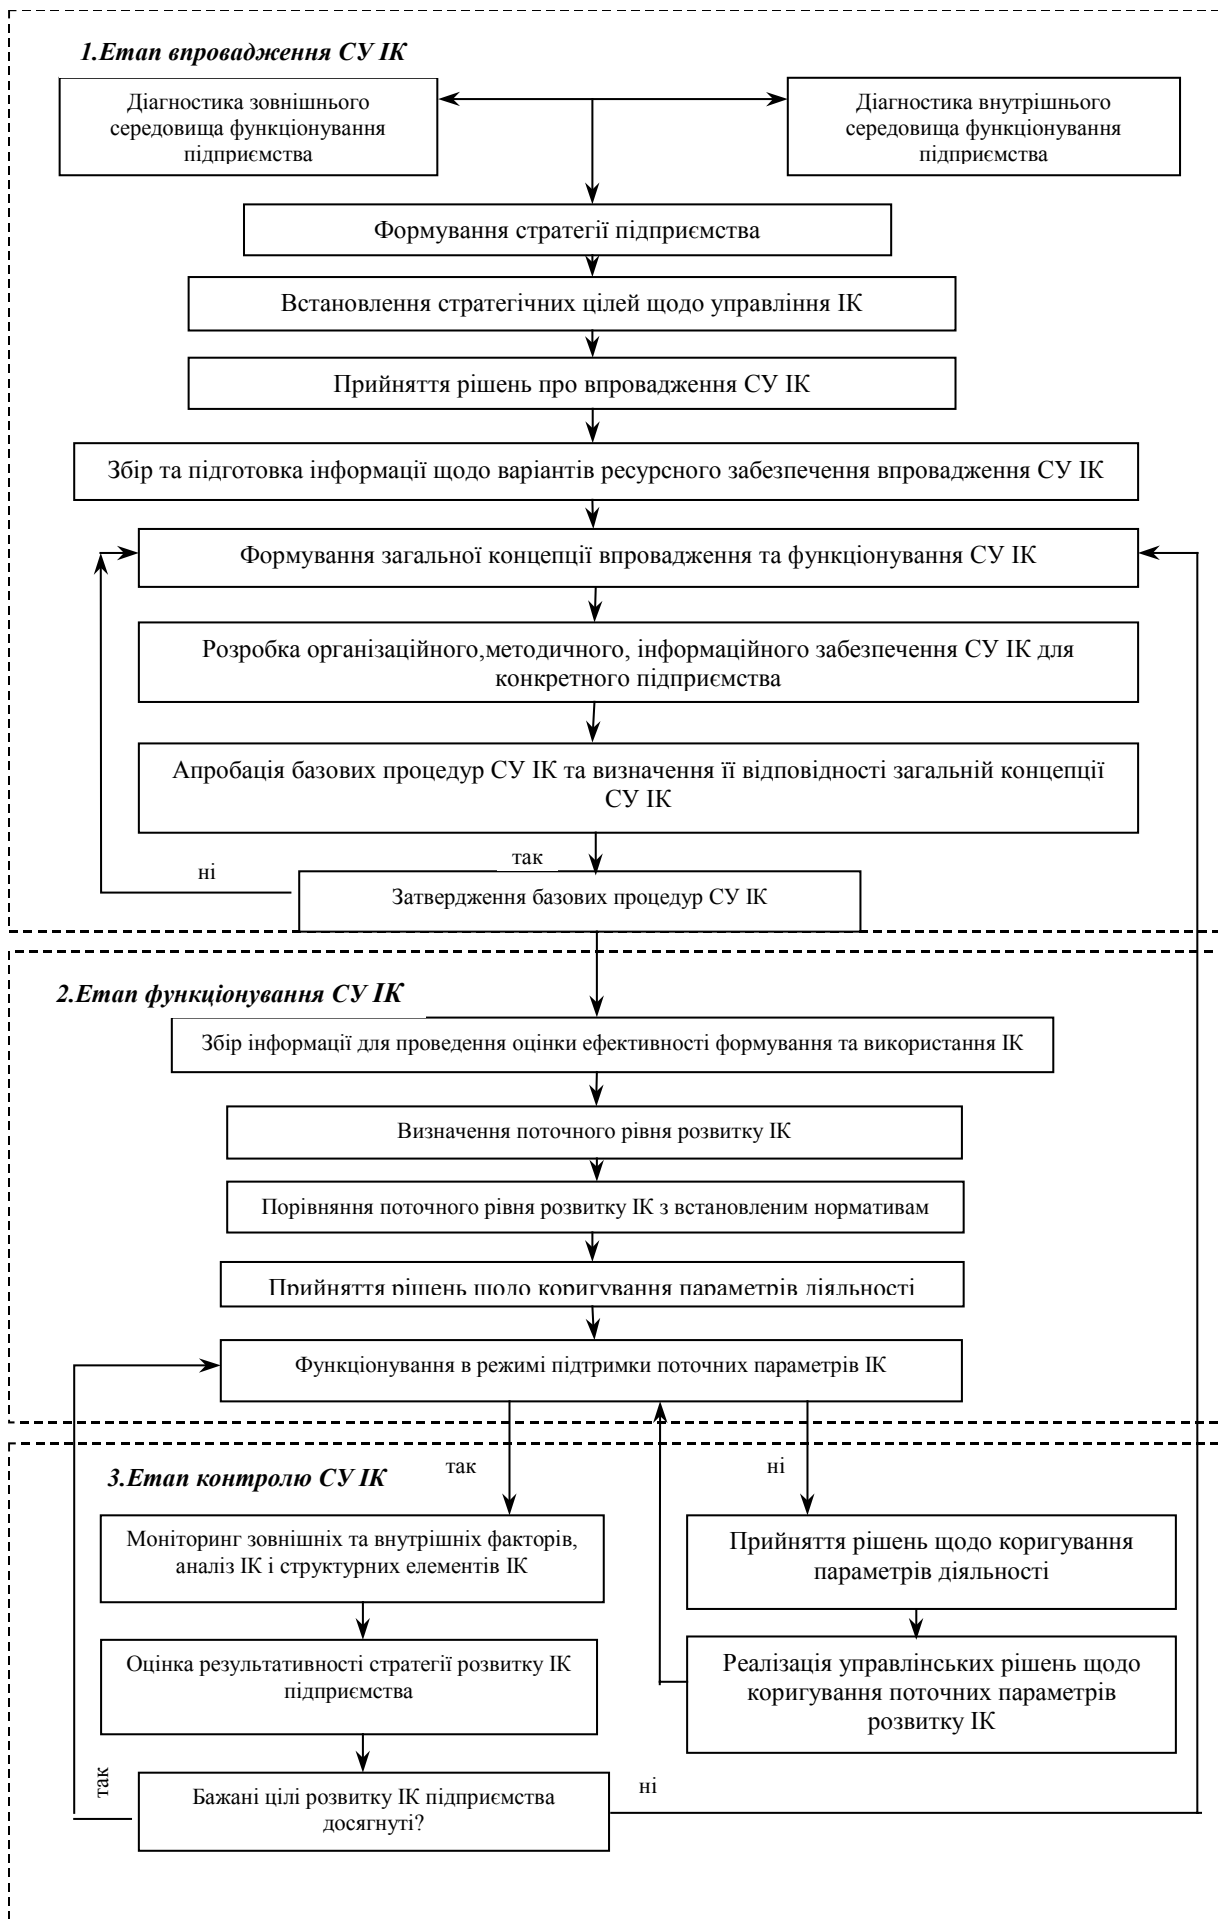 1.Етап впровадження СУ ІК
Діагностика зовнішнього
середовища функціонування
підприємства
Діагностика внутрішнього
середовища функціонування
підприємства
Формування стратегії підприємства
Встановлення стратегічних цілей щодо управління ІК
Прийняття рішень про впровадження СУ ІК
Збір та підготовка інформації щодо варіантів ресурсного забезпечення впровадження СУ ІК
Формування загальної концепції впровадження та функціонування СУ ІК
Розробка організаційного,методичного, інформаційного забезпечення СУ ІК для
конкретного підприємства
Апробація базових процедур СУ ІК та визначення її відповідності загальній концепції
СУ ІК
так
ні
Затвердження базових процедур СУ ІК
2.Етап функціонування СУ ІК
Збір інформації для проведення оцінки ефективності формування та використання ІК
Визначення поточного рівня розвитку ІК
Порівняння поточного рівня розвитку ІК з встановленим нормативам
Прийняття рішень щодо коригування параметрів діяльності
Функціонування в режимі підтримки поточних параметрів ІК
так
ні
3.Етап контролю СУ ІК
Моніторинг зовнішніх та внутрішніх факторів,
аналіз ІК і структурних елементів ІК
Прийняття рішень щодо коригування
параметрів діяльності
Оцінка результативності стратегії розвитку ІК
підприємства
Реалізація управлінських рішень щодо
коригування поточних параметрів
розвитку ІК
так
Бажані цілі розвитку ІК підприємства
досягнуті?
ні